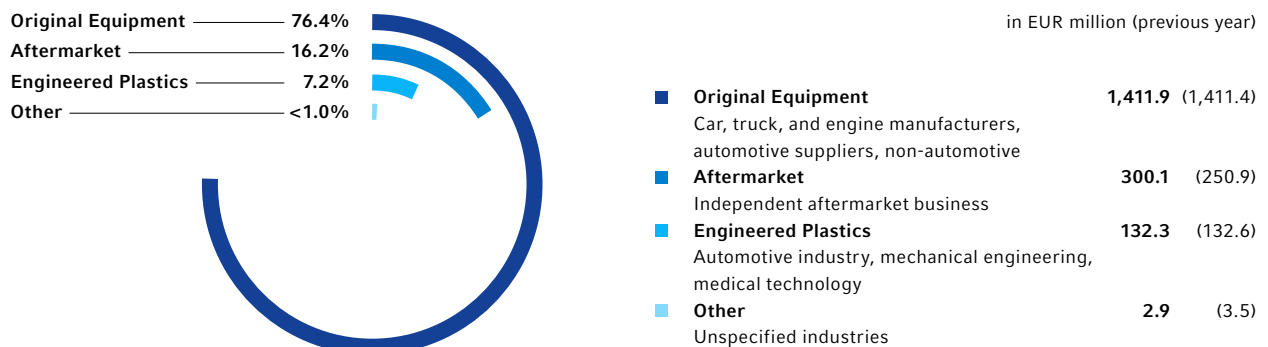 Original Equipment 76.4%
Aftermarket 16.2%
Engineered Plastics 7.2%
Other <1.0%
in EUR million (previous year)
Original Equipment 1,411.9 (1,411.4)
Car, truck, and engine manufacturers,
automotive suppliers, non-automotive
Aftermarket 300.1 (250.9)
Independent aftermarket business
Engineered Plastics 132.3 (132.6)
Automotive industry, mechanical engineering,
medical technology
Other 2.9 (3.5)
Unspecified industries